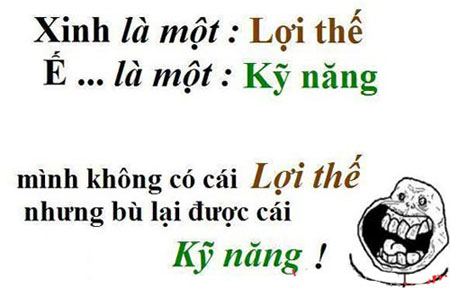 Xinh là một : Lợi thế
Ế ... là một : Kỹ năng
mình không có cái Lợi thế
nhưng bù lại được cái
Kỹ năng !